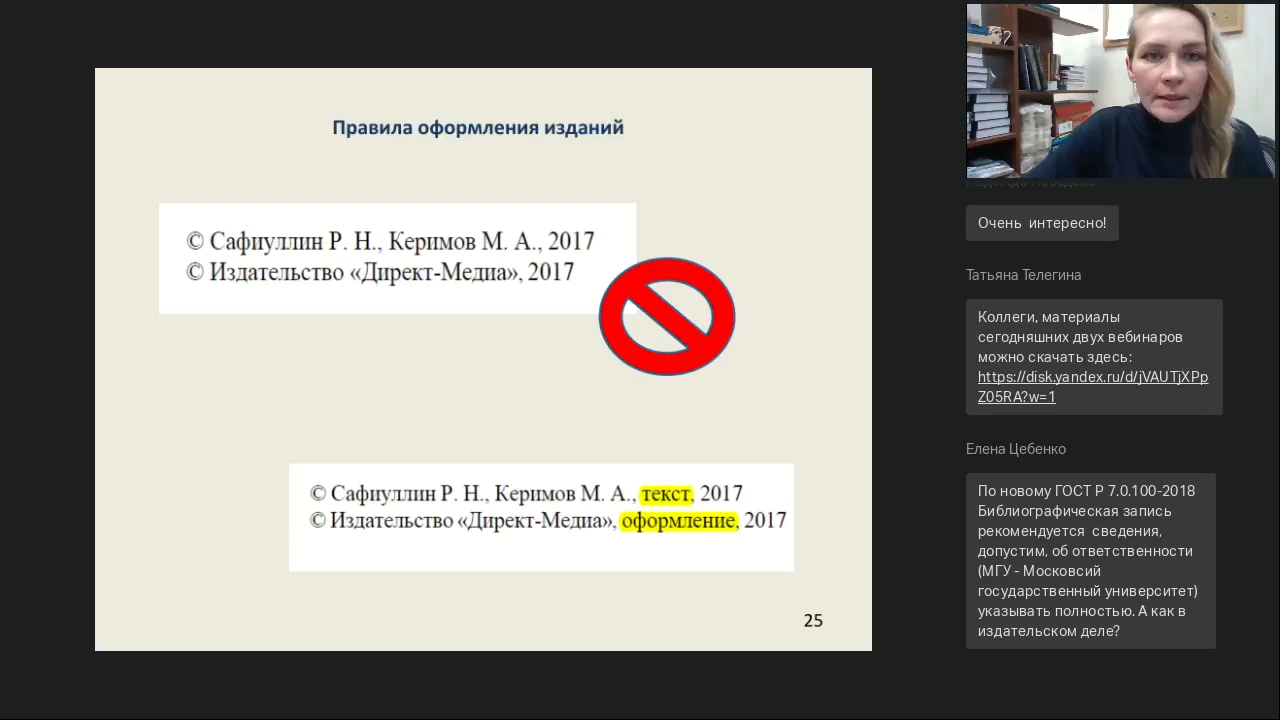 Правила оформления изданий
© Сафиуллин Р. Н., Керимов М. А., 2017
© Издательство «Директ-Медиа», 2017
© Сафиуллин Р. Н., Керимов М. А., текст, 2017
© Издательство «Директ-Медиа», оформление, 2017
25
Очень интересно!
Татьяна Телегина
Коллеги, материалы
сегодняшних двух вебинаров
можно скачать здесь:
https://disk.yandex.ru/d/jVAUTjXPp
Z05RA?w=1
Елена Цебенко
По новому ГОСТ Р 7.0.100-2018
Библиографическая запись
рекомендуется сведения,
допустим, об ответственности
(МГУ - Московсий
государственный университет)
указывать полностью. А как в
издательском деле?